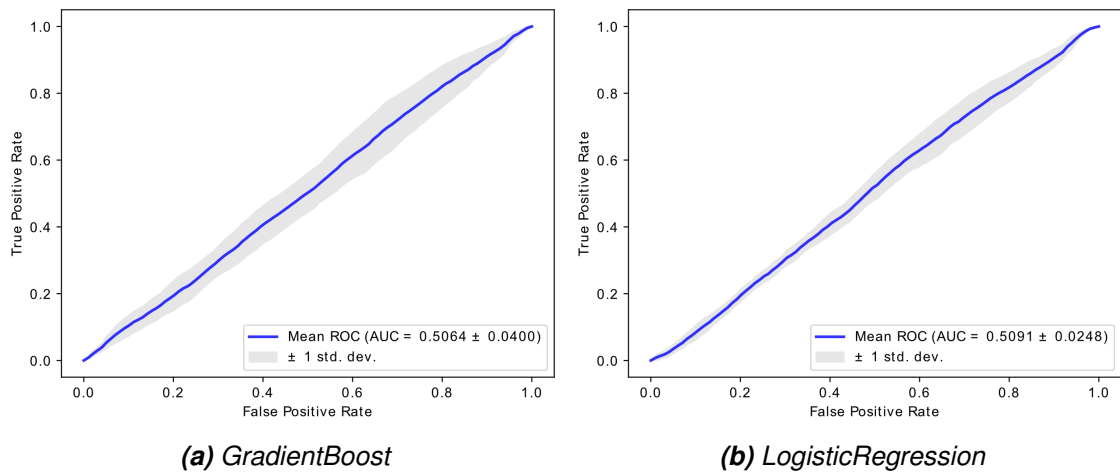 1.0
0.8
0.6
0.4
0.2
0.0
True Positive Rate
Mean ROC (AUC = 0.5064 ± 0.0400)
± 1 std. dev.
0.0 0.2 0.4 0.6 0.8 1.0
False Positive Rate
(a) GradientBoost
1.0
0.8
0.6
0.4
0.2
0.0
True Positive Rate
Mean ROC (AUC = 0.5091 ± 0.0248)
± 1 std. dev.
0.0 0.2 0.4 0.6 0.8 1.0
False Positive Rate
(b) LogisticRegression